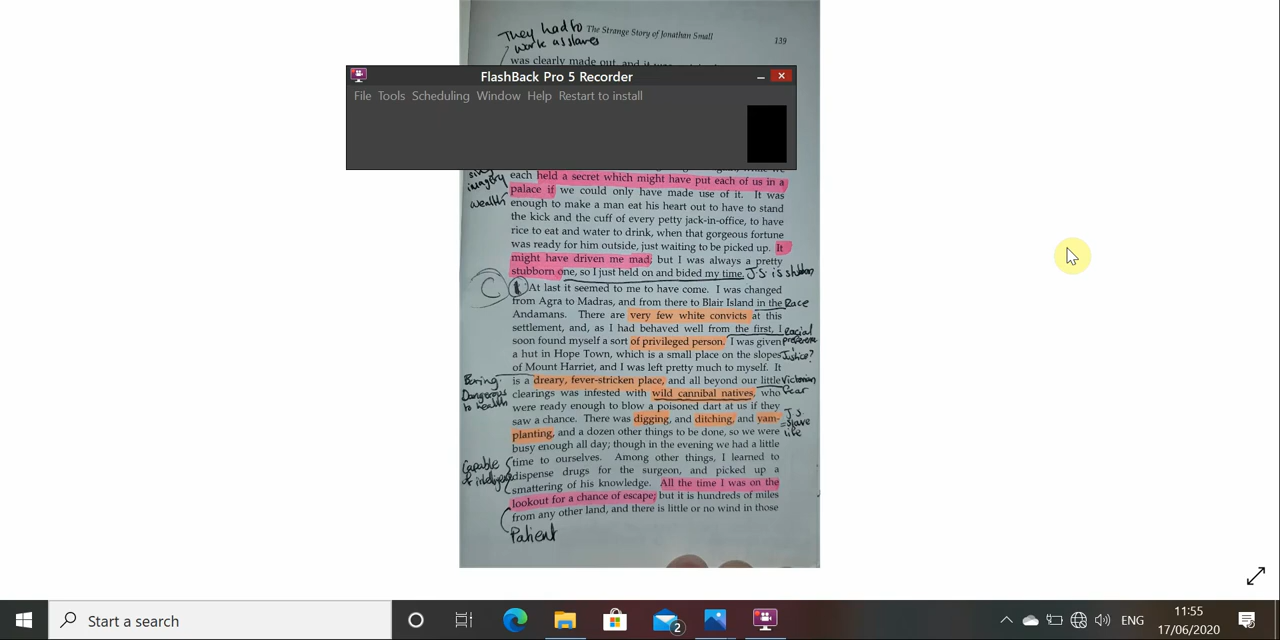 They had to
work as slaves
The Strange Story of Jonathan Small
139
was clearly made out, and it was
FlashBack Pro 5 Recorder
File Tools Scheduling Window Help Restart to install
each held a secret which might have put each of us in a
palace if we could only have made use of it. It was
enough to make a man eat his heart out to have to stand
the kick and the cuff of every petty jack-in-office, to have
rice to eat and water to drink, when that gorgeous fortune
was ready for him outside, just waiting to be picked up. It
might have driven me mad; but I was always a pretty
stubborn one, so I just held on and bided my time.
imagery
wealth
J.S. is stubborn
C
1
At last it seemed to me to have come. I was changed
from Agra to Madras, and from there to Blair Island in the
Andamans. There are very few white convicts at this
settlement, and, as I had behaved well from the first, I
soon found myself a sort of privileged person. I was given
a hut in Hope Town, which is a small place on the slopes
of Mount Harriet, and I was left pretty much to myself. It
is a dreary, fever-stricken place, and all beyond our little
clearings was infested with wild cannibal natives, who
were ready enough to blow a poisoned dart at us if they
saw a chance. There was digging, and ditching, and yam-
planting, and a dozen other things to be done, so we were
busy enough all day; though in the evening we had a little
time to ourselves. Among other things, I learned to
dispense drugs for the surgeon, and picked up a
smattering of his knowledge. All the time I was on the
lookout for a chance of escape; but it is hundreds of miles
from any other land, and there is little or no wind in those
Race
Racial
preference
Justice?
Victorian
fear
J.S
=slave
life
Boring
Dangerous
to health
Capable
& intelligent
Patient
Start a search
2
ENG
11:55
17/06/2020